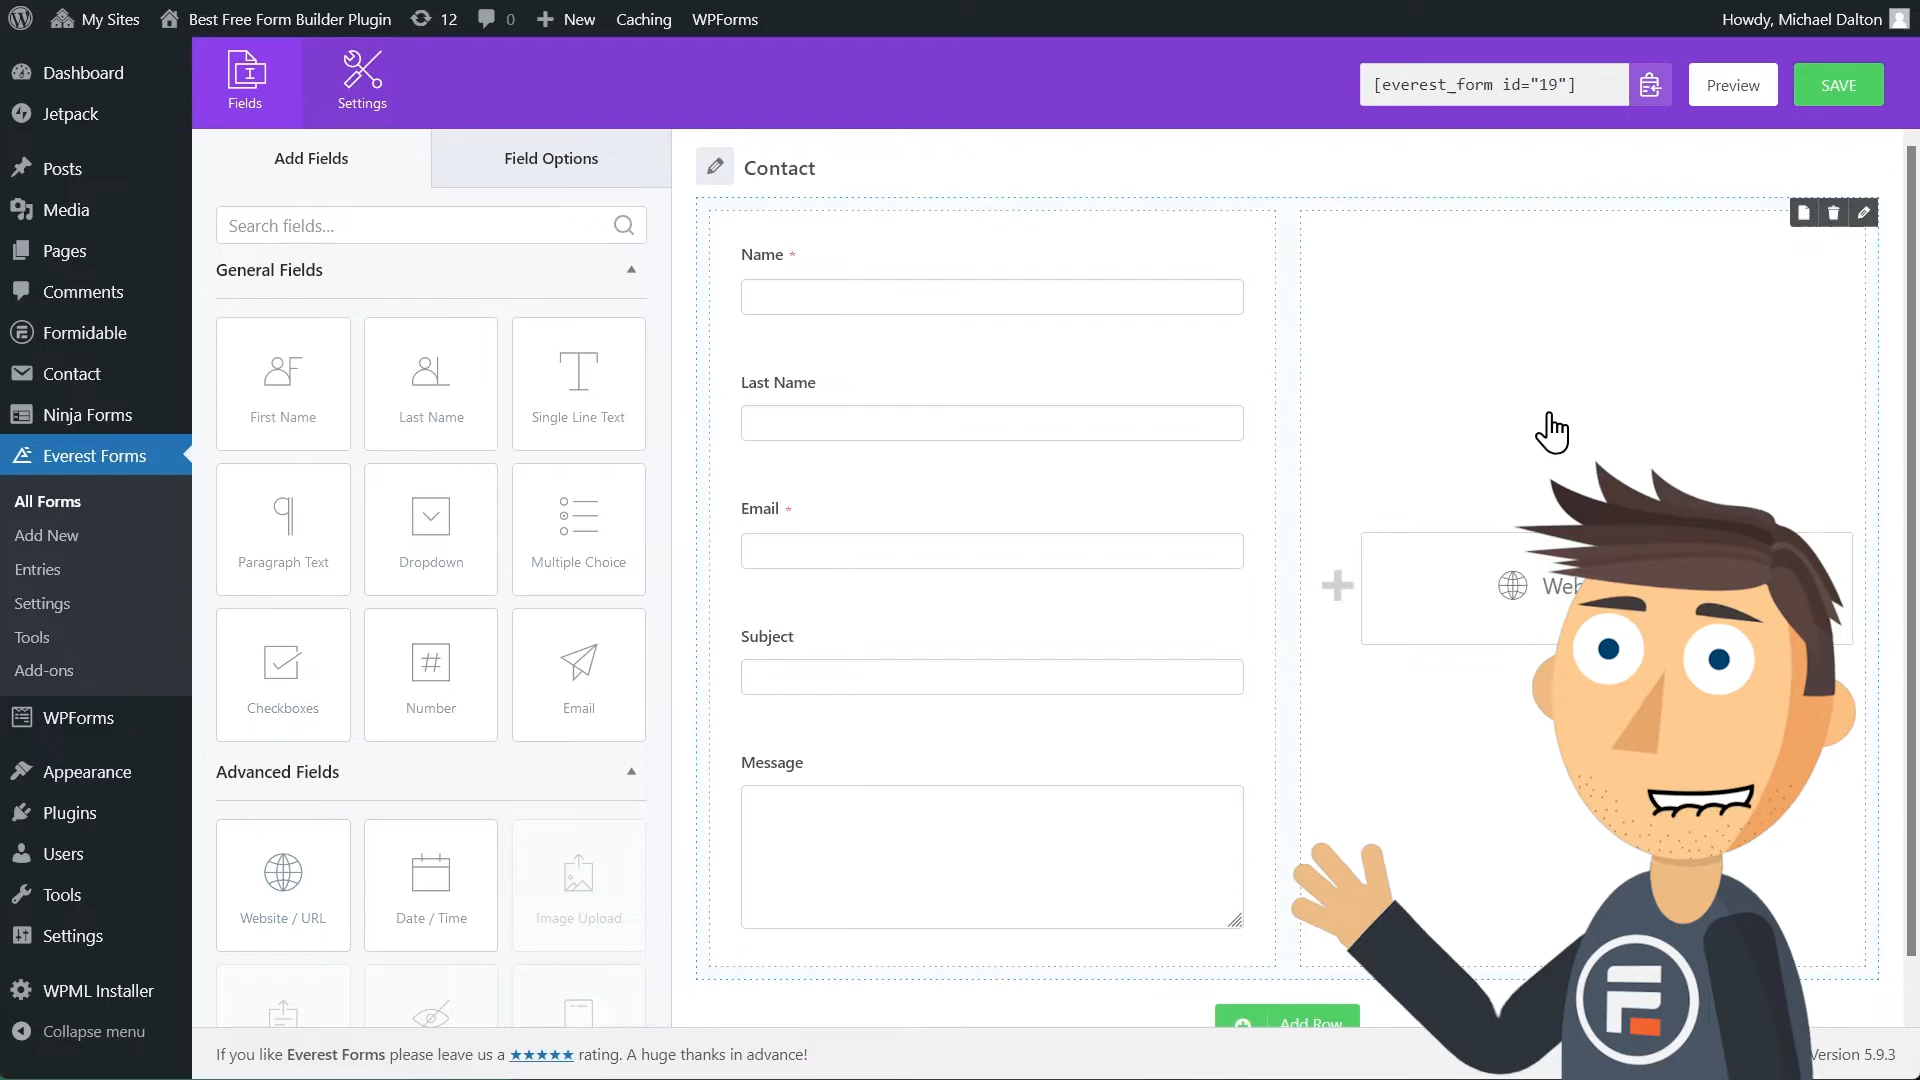 My Sites
Best Free Form Builder Plugin
12
0
New
Caching
WPForms
Howdy, Michael Dalton
Dashboard
Jetpack
Posts
Media
Pages
Comments
Formidable
Contact
Ninja Forms
Everest Forms
All Forms
Add New
Entries
Settings
Tools
Add-ons
WPForms
Appearance
Plugins
Users
Tools
Settings
WPML Installer
Collapse menu
Fields
Settings
[everest_form id="19"]
Preview
SAVE
Add Fields
Field Options
Search fields...
General Fields
First Name
Last Name
Single Line Text
Paragraph Text
Dropdown
Multiple Choice
Checkboxes
Number
Email
Advanced Fields
Website / URL
Date / Time
Image Upload
Contact
Name *
Last Name
Email *
Subject
Message
Add Row
If you like Everest Forms please leave us a ★★★★★ rating. A huge thanks in advance!
Version 5.9.3